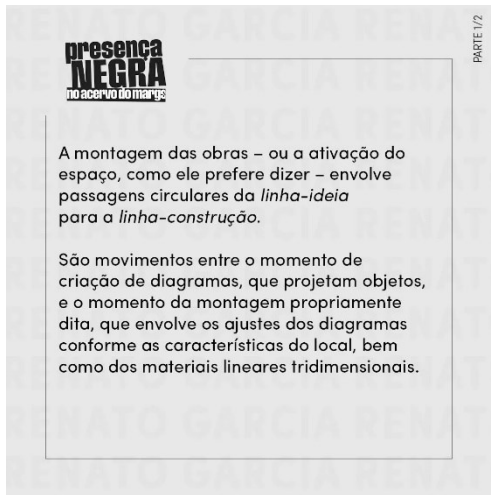 PARTE 1/2
presença
NEGRA
no acervo do margs
RENATO GARCIA RENAT
A montagem das obras – ou a ativação do
espaço, como ele prefere dizer – envolve
passagens circulares da linha-ideia
para a linha-construção.
São movimentos entre o momento de
criação de diagramas, que projetam objetos,
e o momento da montagem propriamente
dita, que envolve os ajustes dos diagramas
conforme as características do local, bem
como dos materiais lineares tridimensionais.
RENATO GARCIA RENAT